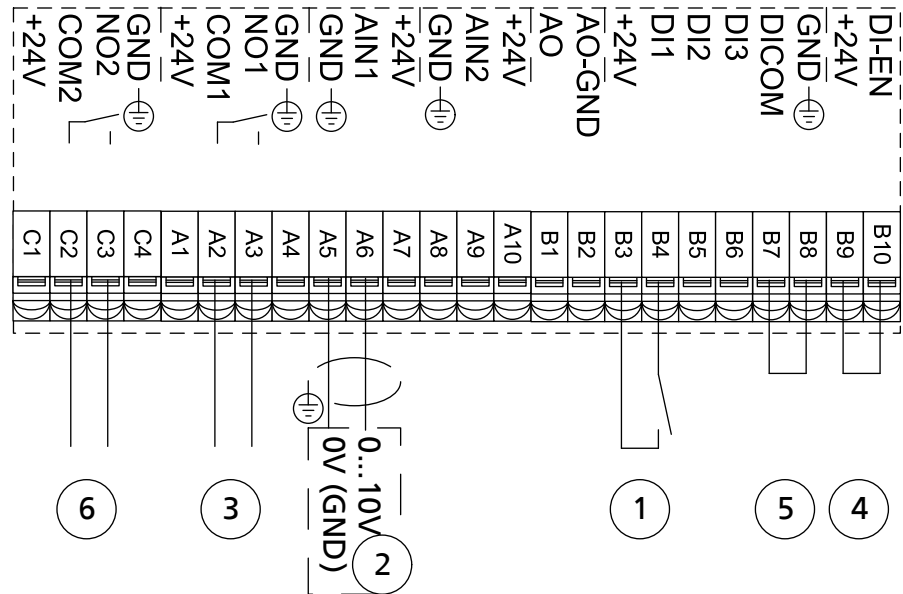 +24V
COM2
NO2
GND
+24V
COM1
NO1
GND
GND
AIN1
+24V
GND
AIN2
+24V
AO
AO-GND
+24V
DI1
DI2
DI3
DICOM
GND
+24V
DI-EN
C1
C2
C3
C4
A1
A2
A3
A4
A5
A6
A7
A8
A9
A10
B1
B2
B3
B4
B5
B6
B7
B8
B9
B10
0V (GND)
0...10V
6
3
2
1
5
4